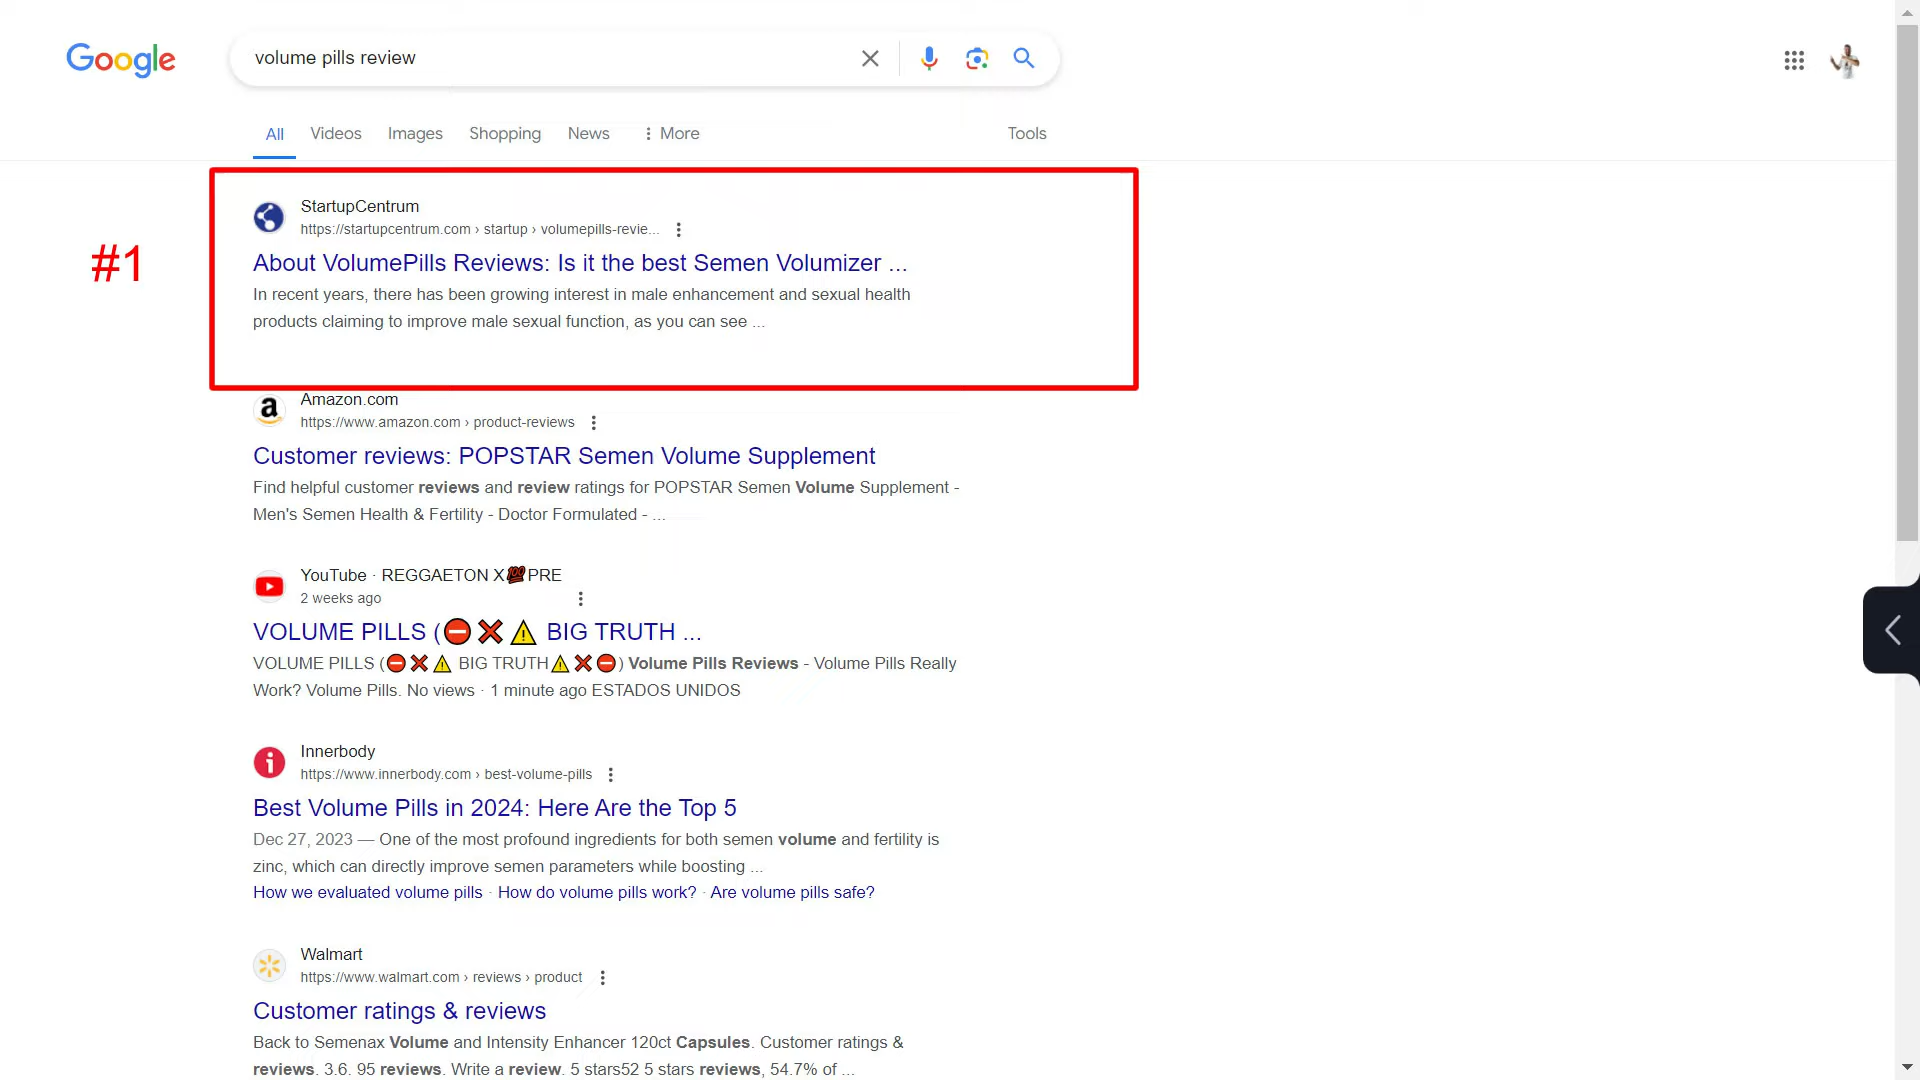 Google
volume pills review
All Videos Images Shopping News More Tools
#1
StartupCentrum
https://startupcentrum.com › startup › volumepills-revie...
About VolumePills Reviews: Is it the best Semen Volumizer ...
In recent years, there has been growing interest in male enhancement and sexual health
products claiming to improve male sexual function, as you can see ...
Amazon.com
https://www.amazon.com › product-reviews
Customer reviews: POPSTAR Semen Volume Supplement
Find helpful customer reviews and review ratings for POPSTAR Semen Volume Supplement -
Men's Semen Health & Fertility - Doctor Formulated - ...
YouTube · REGGAETON X💯PRE
2 weeks ago
VOLUME PILLS (⛔❌⚠️ BIG TRUTH ...
VOLUME PILLS (⛔❌⚠️ BIG TRUTH⚠️❌⛔) Volume Pills Reviews - Volume Pills Really
Work? Volume Pills. No views · 1 minute ago ESTADOS UNIDOS
Innerbody
https://www.innerbody.com › best-volume-pills
Best Volume Pills in 2024: Here Are the Top 5
Dec 27, 2023 — One of the most profound ingredients for both semen volume and fertility is
zinc, which can directly improve semen parameters while boosting ...
How we evaluated volume pills · How do volume pills work? · Are volume pills safe?
Walmart
https://www.walmart.com › reviews › product
Customer ratings & reviews
Back to Semenax Volume and Intensity Enhancer 120ct Capsules. Customer ratings &
reviews. 3.6. 95 reviews. Write a review. 5 stars52 5 stars reviews, 54.7% of ...